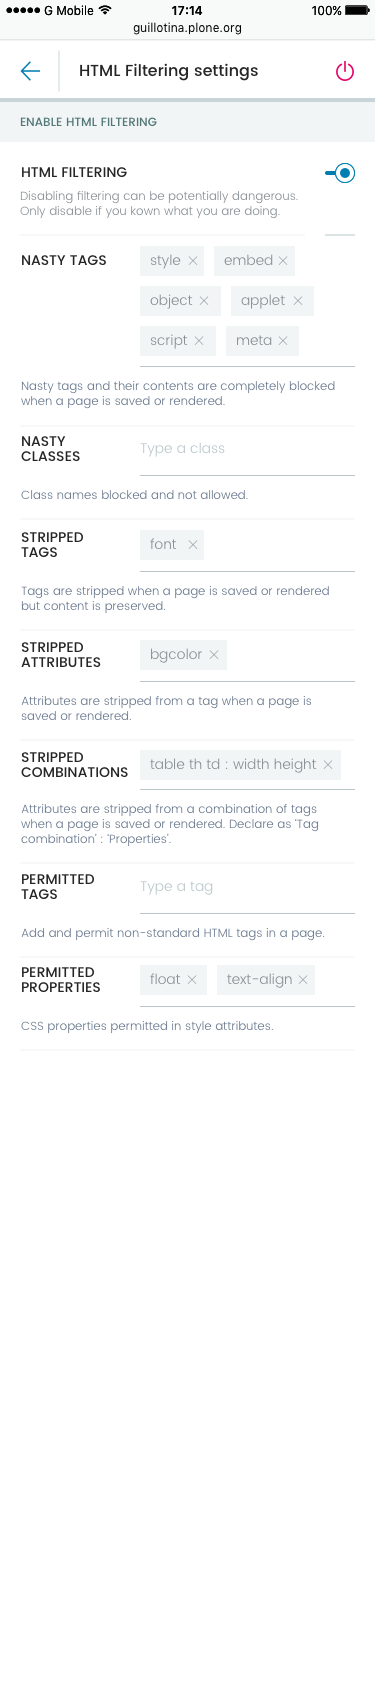 G Mobile 17:14 100%
guillotina.plone.org
HTML Filtering settings
ENABLE HTML FILTERING
HTML FILTERING
Disabling filtering can be potentially dangerous.
Only disable if you kown what you are doing.
NASTY TAGS
style embed
object applet
script meta
Nasty tags and their contents are completely blocked
when a page is saved or rendered.
NASTY
CLASSES
Type a class
Class names blocked and not allowed.
STRIPPED
TAGS
font
Tags are stripped when a page is saved or rendered
but content is preserved.
STRIPPED
ATTRIBUTES
bgcolor
Attributes are stripped from a tag when a page is
saved or rendered.
STRIPPED
COMBINATIONS
table th td : width height
Attributes are stripped from a combination of tags
when a page is saved or rendered. Declare as 'Tag
combination' : 'Properties'.
PERMITTED
TAGS
Type a tag
Add and permit non-standard HTML tags in a page.
PERMITTED
PROPERTIES
float text-align
CSS properties permitted in style attributes.